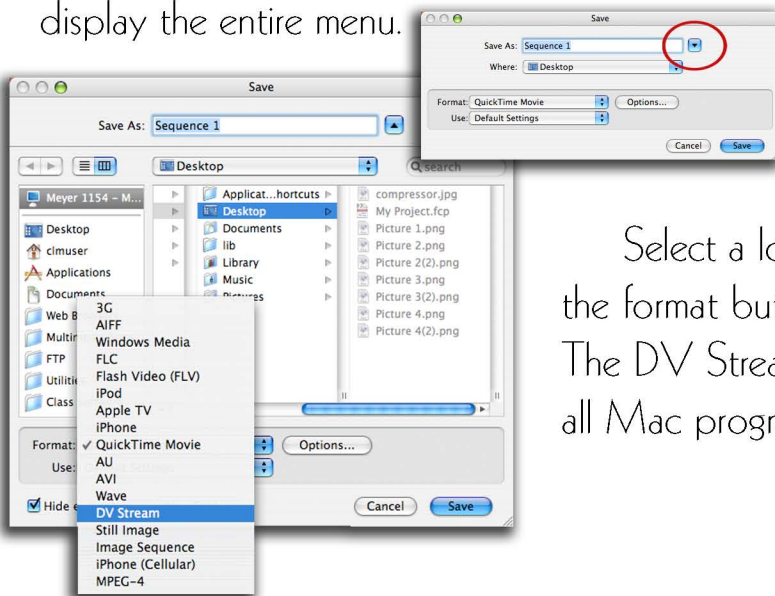 display the entire menu.
Save
Save As: Sequence 1
Where: Desktop
Format: QuickTime Movie Options...
Use: Default Settings
Cancel Save
Save
Save As: Sequence 1
Desktop search
Meyer 1154 – M...
Desktop
clmuser
Applications
Documents
FTP
Class
Applicat...hortcuts
Desktop
Documents
lib
Library
Music
Pictures
compressor.jpg
My Project.fcp
Picture 1.png
Picture 2.png
Picture 2(2).png
Picture 3.png
Picture 3(2).png
Picture 4.png
Picture 4(2).png
3G
AIFF
Windows Media
FLC
Flash Video (FLV)
iPod
Apple TV
iPhone
Format: ✓ QuickTime Movie Options...
AU
Use:
AVI
Wave
Hide
DV Stream
Cancel Save
Still Image
Image Sequence
iPhone (Cellular)
MPEG-4
Select a lo
the format bu
The DV Strea
all Mac progr